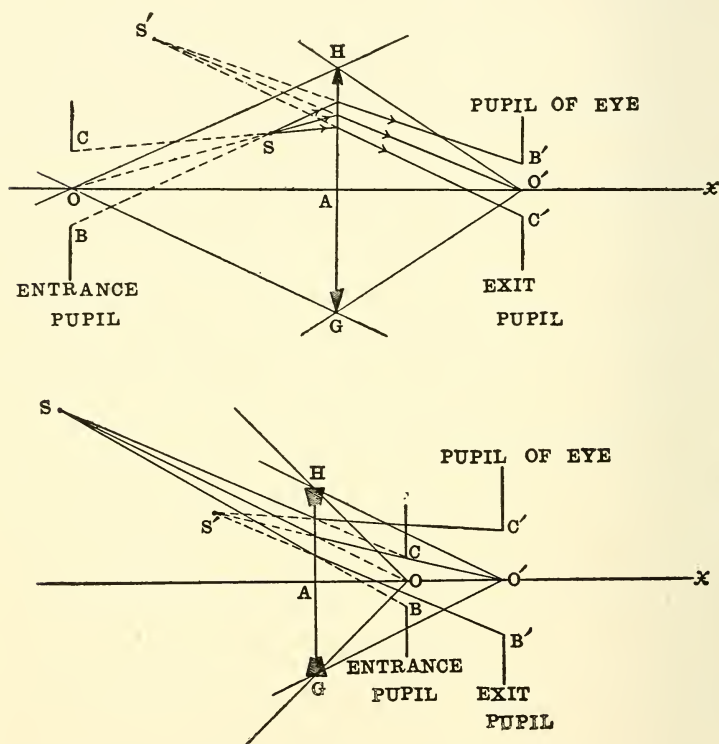 S′
H
PUPIL OF EYE
C
S
B′
O
A
O′
x
B
C′
ENTRANCE
PUPIL
EXIT
PUPIL
G
S
PUPIL OF EYE
H
S′
C′
C
A
O
O′
x
B
B′
G
ENTRANCE
PUPIL
EXIT
PUPIL